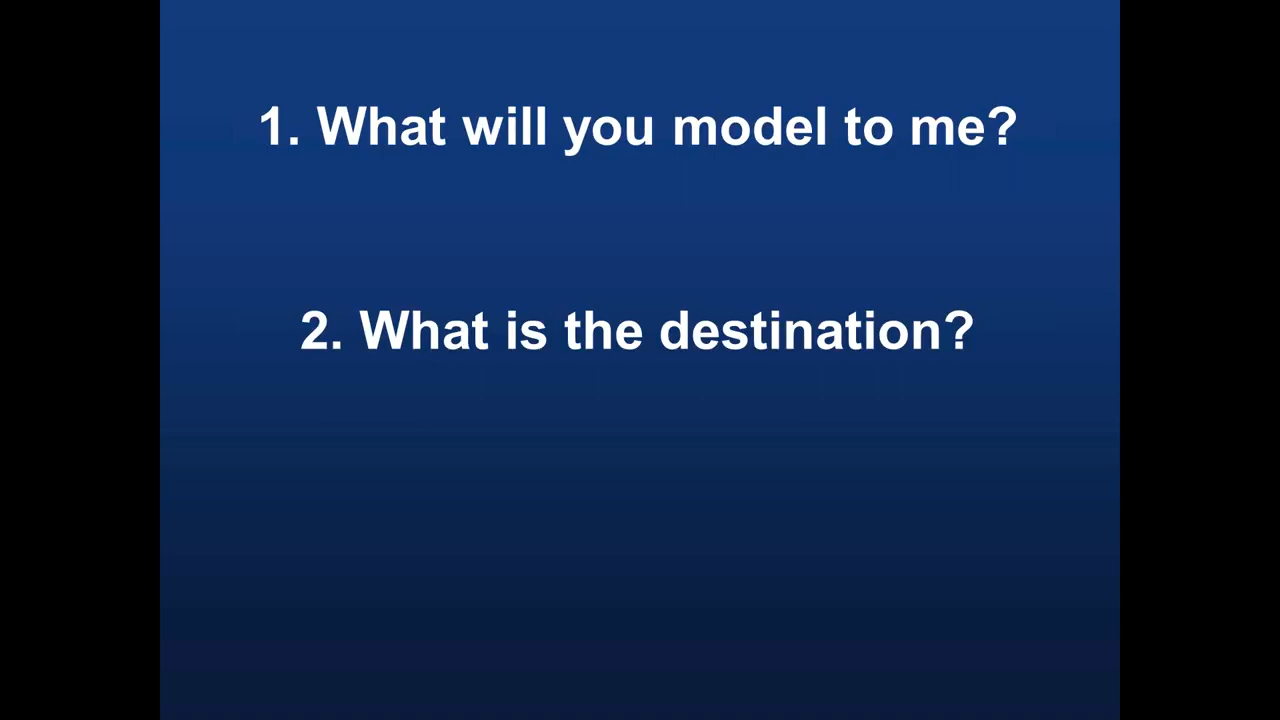 1. What will you model to me?
2. What is the destination?